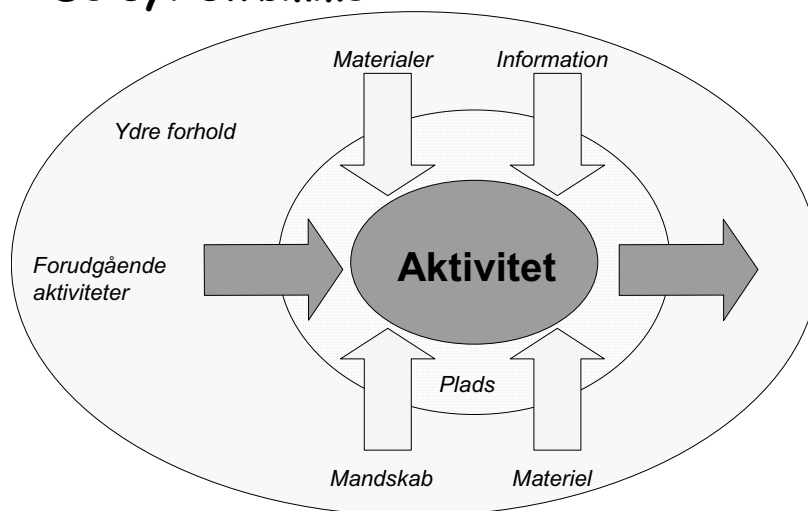 Materialer
Information
Ydre forhold
Forudgående
aktiviteter
Aktivitet
Plads
Mandskab
Materiel